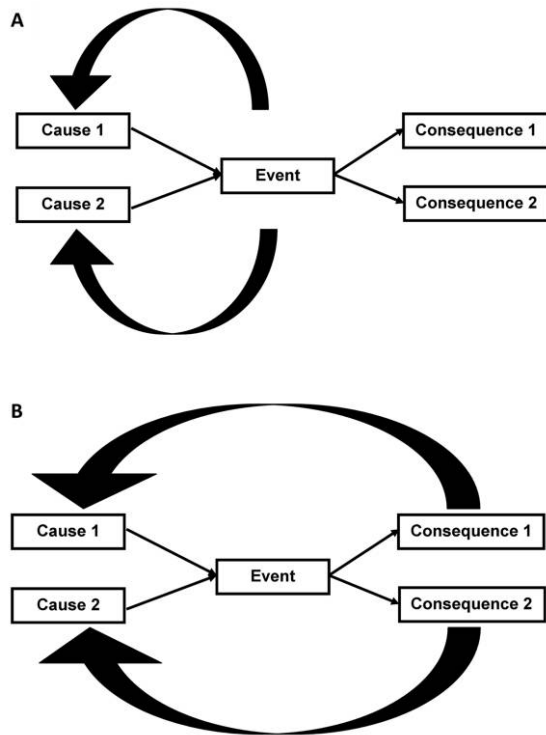 A
Cause 1
Consequence 1
Event
Cause 2
Consequence 2
B
Cause 1
Consequence 1
Event
Cause 2
Consequence 2